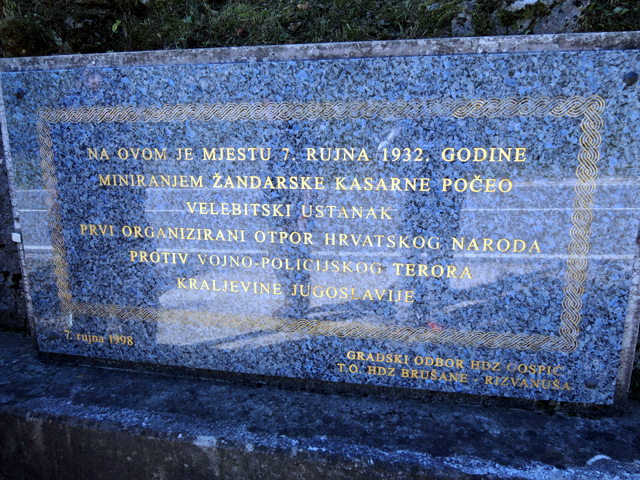 NA OVOM JE MJESTU 7. RUJNA 1932. GODINE
MINIRANJEM ŽANDARSKE KASARNE POČEO
VELEBITSKI USTANAK
PRVI ORGANIZIRANI OTPOR HRVATSKOG NARODA
PROTIV VOJNO-POLICIJSKOG TERORA
KRALJEVINE JUGOSLAVIJE
7. rujna 1998
GRADSKI ODBOR HDZ GOSPIĆ
T.O. HDZ BRUŠANE - RIZVANUŠA